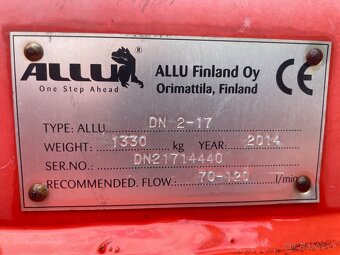 ALLU®
One Step Ahead
ALLU Finland Oy
Orimattila, Finland
CE
TYPE: ALLU DN 2-17
WEIGHT: 1330 kg YEAR: 2014
SER.NO: DN21714440
RECOMMENDED. FLOW: 70-120 l/min